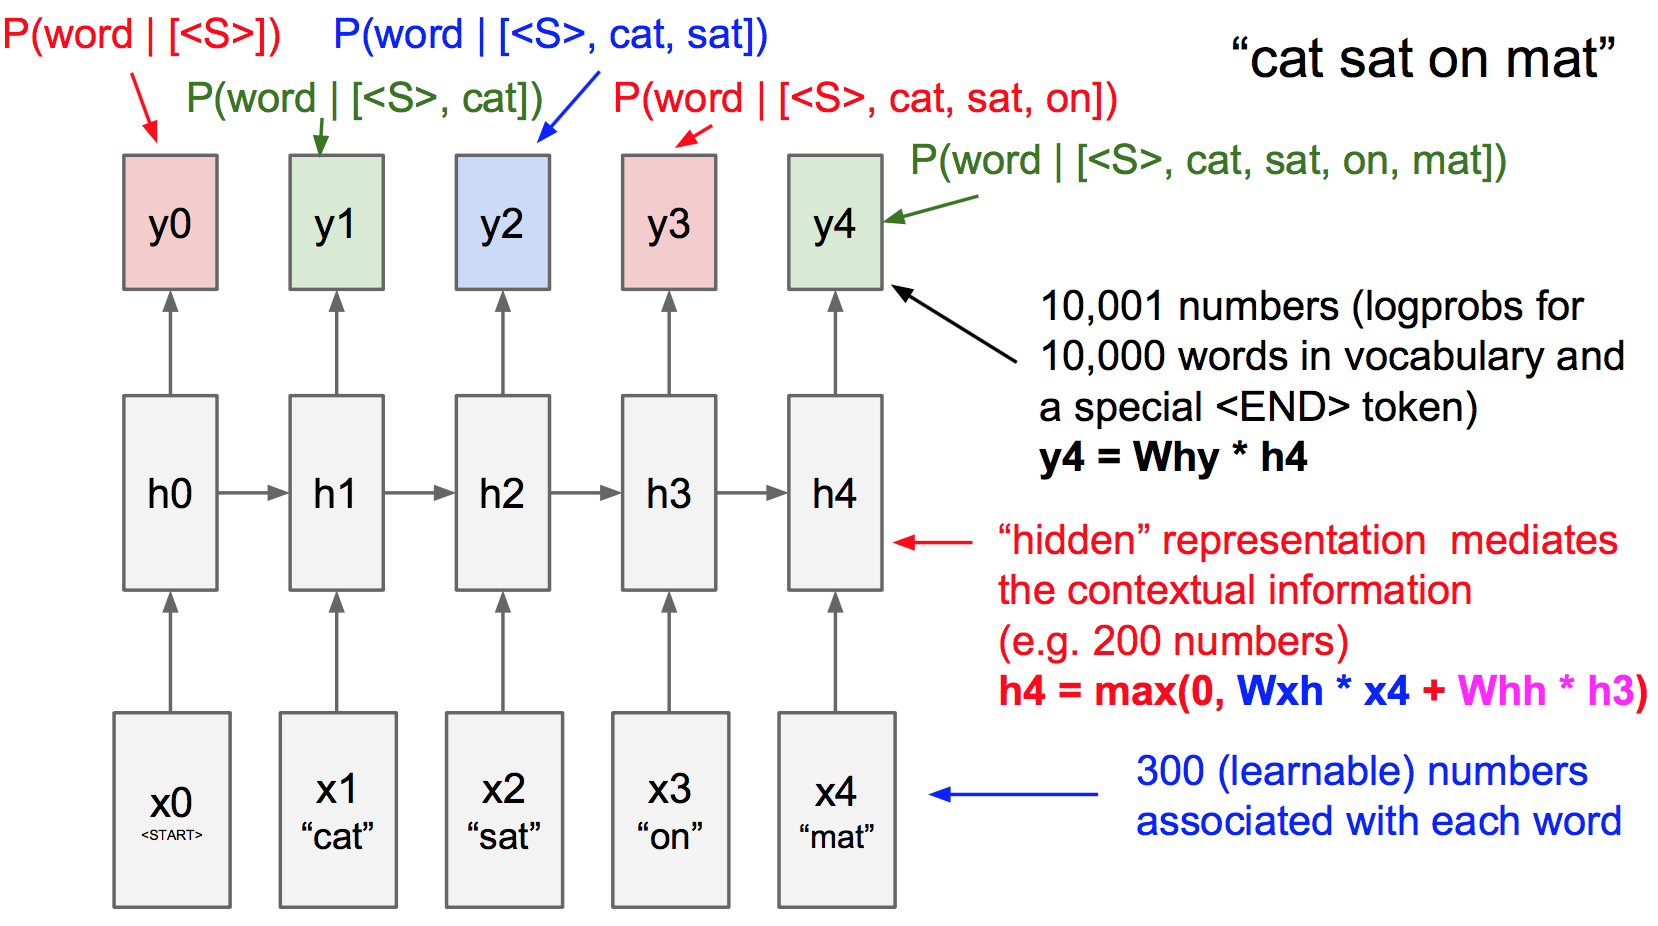 P(word | [<S>])
P(word | [<S>, cat, sat])
“cat sat on mat”
P(word | [<S>, cat])
P(word | [<S>, cat, sat, on])
P(word | [<S>, cat, sat, on, mat])
y0
y1
y2
y3
y4
10,001 numbers (logprobs for
10,000 words in vocabulary and
a special <END> token)
y4 = Why * h4
h0
h1
h2
h3
h4
“hidden” representation mediates
the contextual information
(e.g. 200 numbers)
h4 = max(0, Wxh * x4 + Whh * h3)
x0
<START>
x1
“cat”
x2
“sat”
x3
“on”
x4
“mat”
300 (learnable) numbers
associated with each word